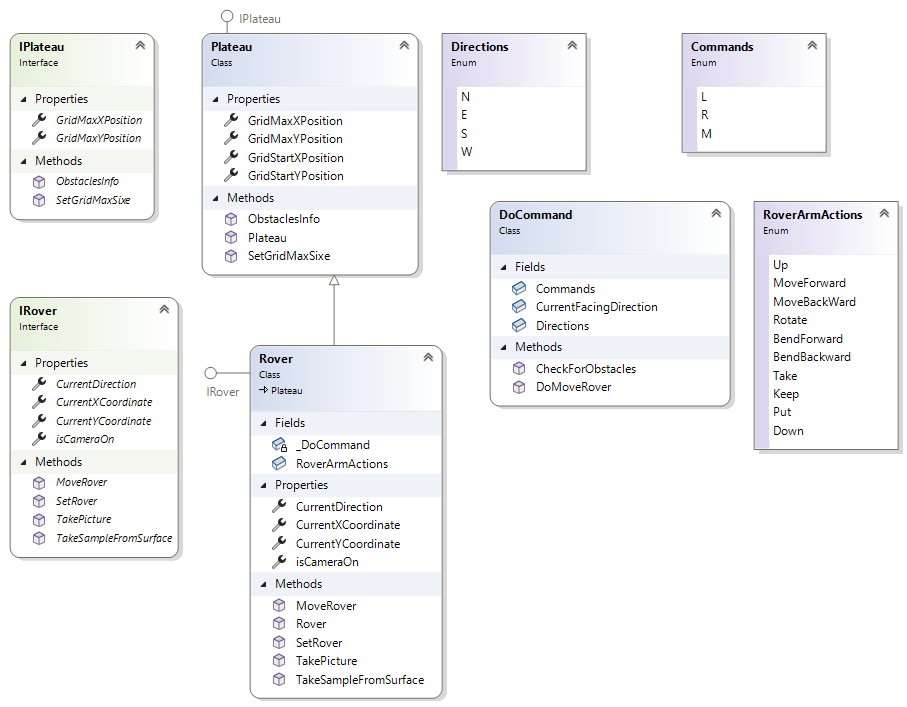 IPlateau
IPlateau
Interface
Properties
GridMaxXPosition
GridMaxYPosition
Methods
ObstaclesInfo
SetGridMaxSixe
Plateau
Class
Properties
GridMaxXPosition
GridMaxYPosition
GridStartXPosition
GridStartYPosition
Methods
ObstaclesInfo
Plateau
SetGridMaxSixe
Directions
Enum
N
E
S
W
Commands
Enum
L
R
M
DoCommand
Class
Fields
Commands
CurrentFacingDirection
Directions
Methods
CheckForObstacles
DoMoveRover
RoverArmActions
Enum
Up
MoveForward
MoveBackWard
Rotate
BendForward
BendBackward
Take
Keep
Put
Down
IRover
Interface
Properties
CurrentDirection
CurrentXCoordinate
CurrentYCoordinate
isCameraOn
Methods
MoveRover
SetRover
TakePicture
TakeSampleFromSurface
IRover
Rover
Class
Plateau
Fields
_DoCommand
RoverArmActions
Properties
CurrentDirection
CurrentXCoordinate
CurrentYCoordinate
isCameraOn
Methods
MoveRover
Rover
SetRover
TakePicture
TakeSampleFromSurface